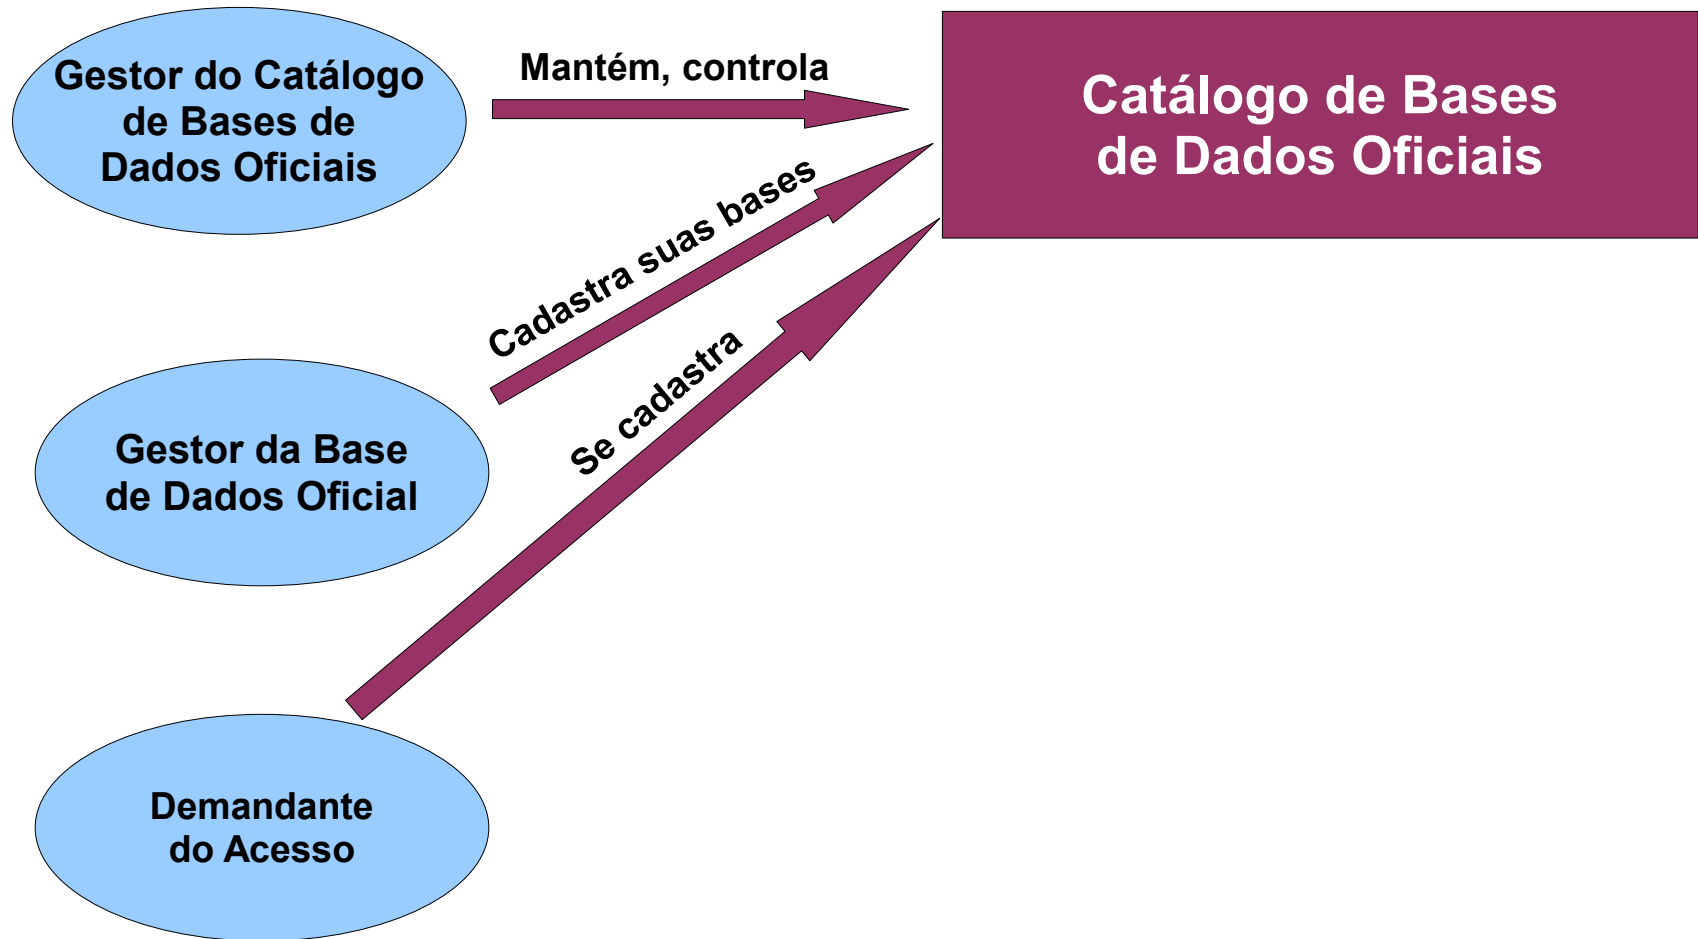 Gestor do Catálogo
de Bases de
Dados Oficiais
Mantém, controla
Catálogo de Bases
de Dados Oficiais
Cadastra suas bases
Se cadastra
Gestor da Base
de Dados Oficial
Demandante
do Acesso